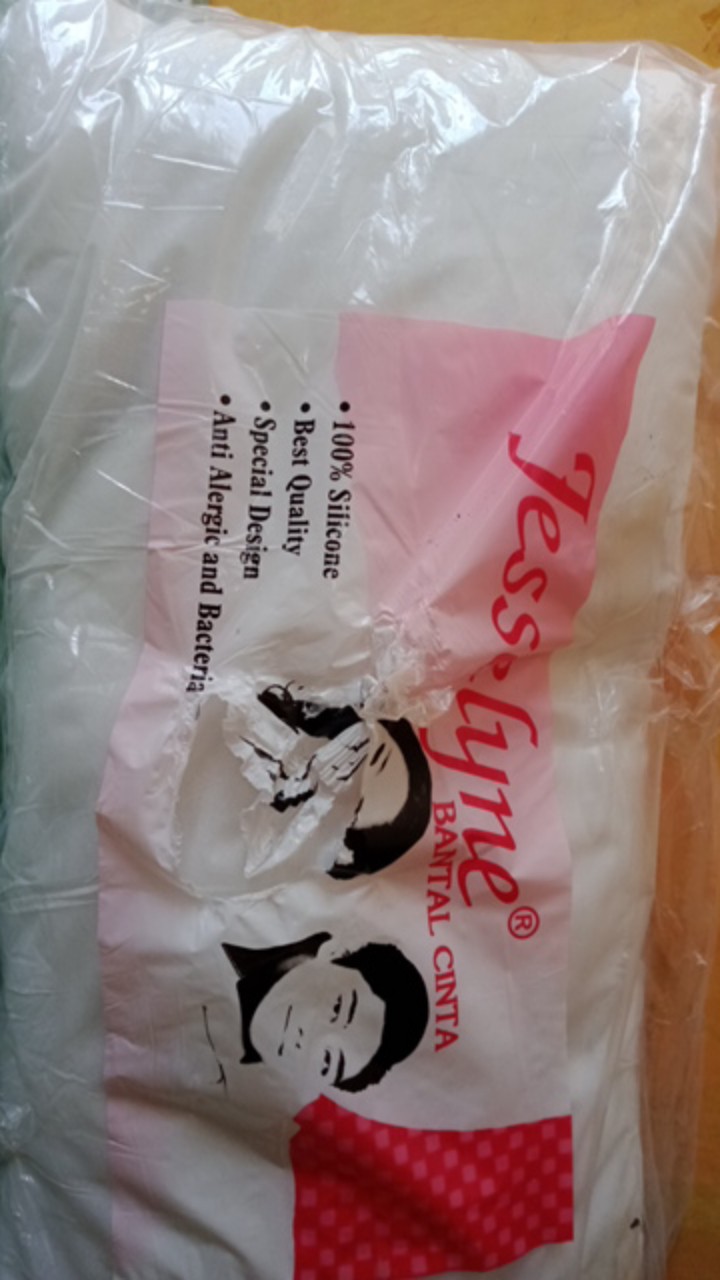 Jess·lyne®
BANTAL CINTA
• 100% Silicone
• Best Quality
• Special Design
• Anti Alergic and Bacteria